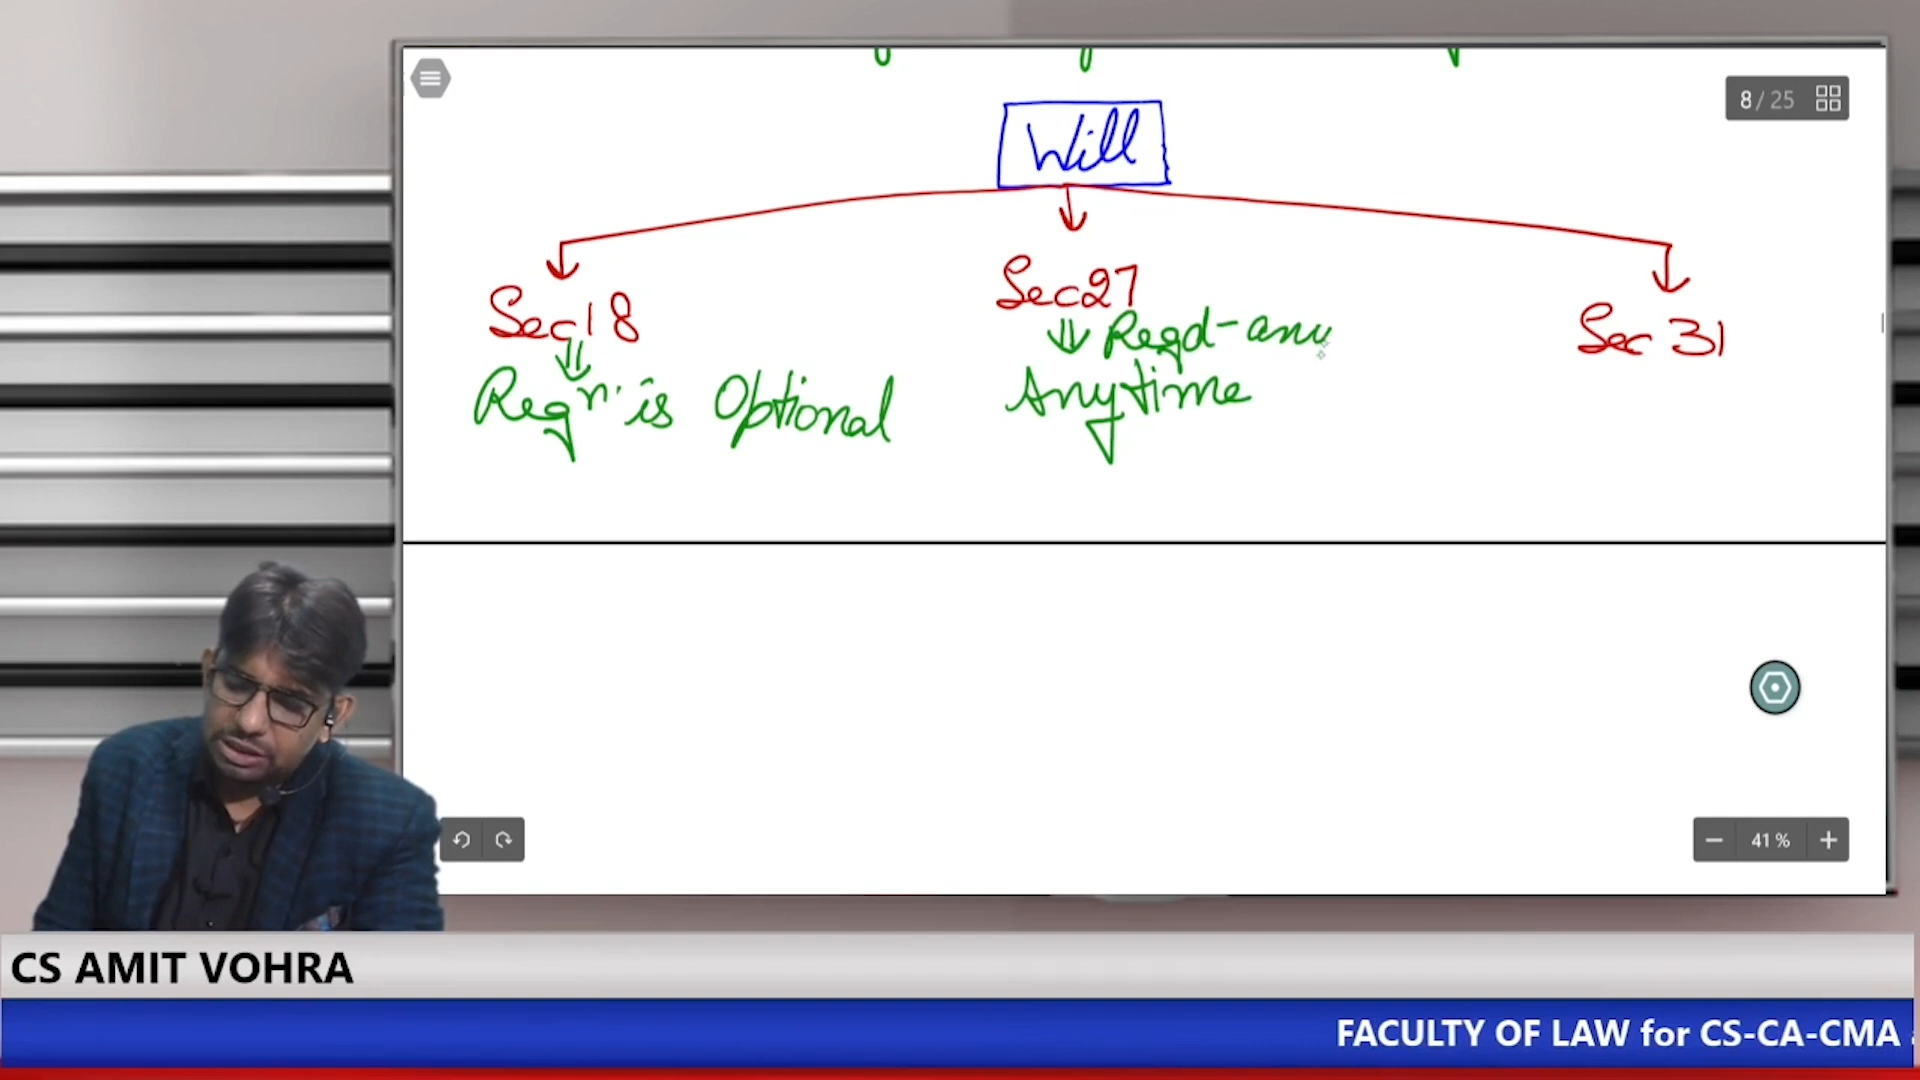 8 / 25
Will
Sec 18
Sec 27
Sec 31
Regd - any
Regn. is Optional
Anytime
41 %
CS AMIT VOHRA
FACULTY OF LAW for CS-CA-CMA